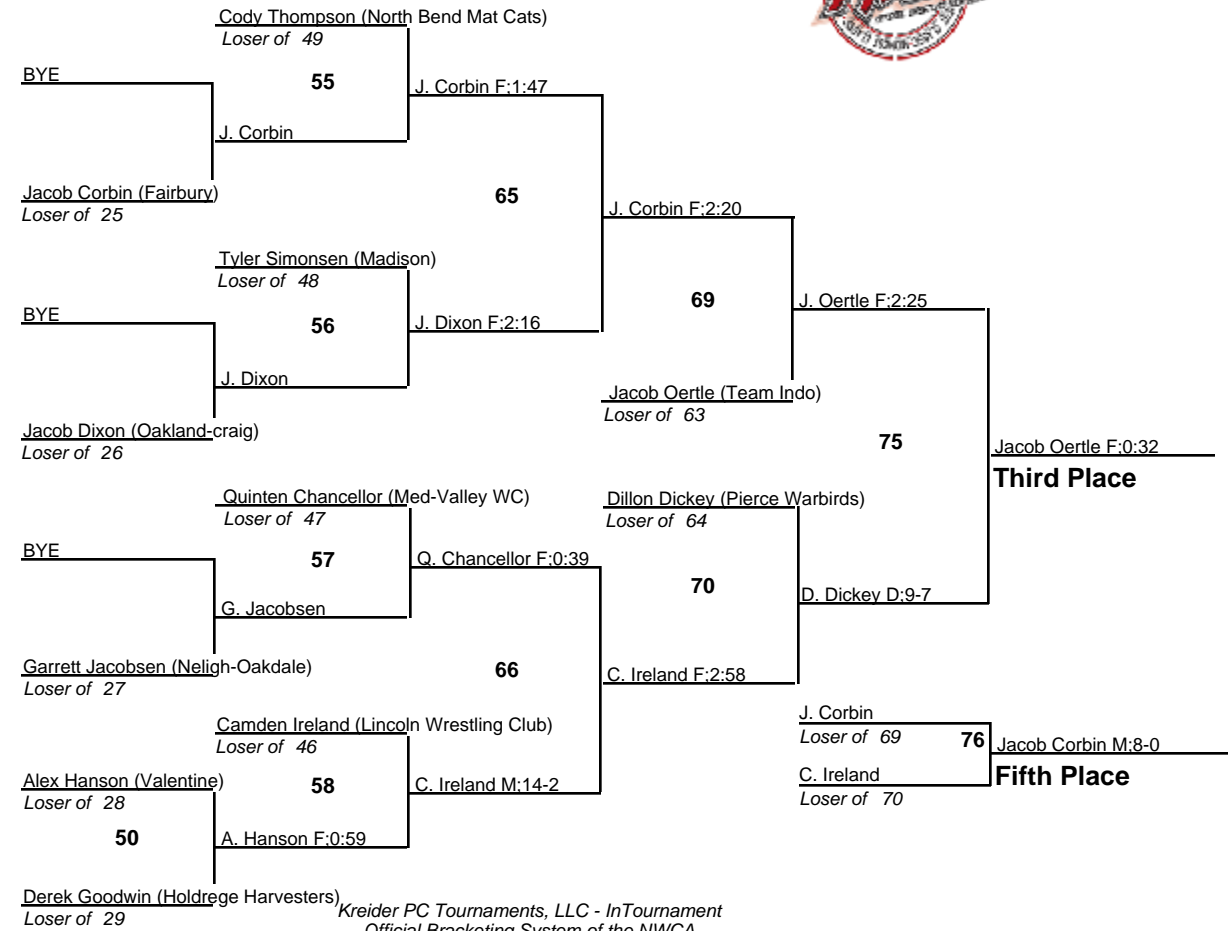 Cody Thompson (North Bend Mat Cats)
Loser of 49
BYE
55
J. Corbin F;1:47
J. Corbin
Jacob Corbin (Fairbury)
Loser of 25
65
J. Corbin F;2:20
Tyler Simonsen (Madison)
Loser of 48
BYE
56
J. Dixon F;2:16
69
J. Oertle F;2:25
J. Dixon
Jacob Oertle (Team Indo)
Loser of 63
Jacob Dixon (Oakland-craig)
Loser of 26
75
Jacob Oertle F;0:32
Third Place
Quinten Chancellor (Med-Valley WC)
Loser of 47
Dillon Dickey (Pierce Warbirds)
Loser of 64
BYE
57
Q. Chancellor F;0:39
70
D. Dickey D;9-7
G. Jacobsen
Garrett Jacobsen (Neligh-Oakdale)
Loser of 27
66
C. Ireland F;2:58
Camden Ireland (Lincoln Wrestling Club)
Loser of 46
J. Corbin
Loser of 69
76
Jacob Corbin M;8-0
Fifth Place
C. Ireland
Loser of 70
Alex Hanson (Valentine)
Loser of 28
58
C. Ireland M;14-2
50
A. Hanson F;0:59
Derek Goodwin (Holdrege Harvesters)
Loser of 29
Kreider PC Tournaments, LLC - InTournament
Official Bracketing System of the NWCA